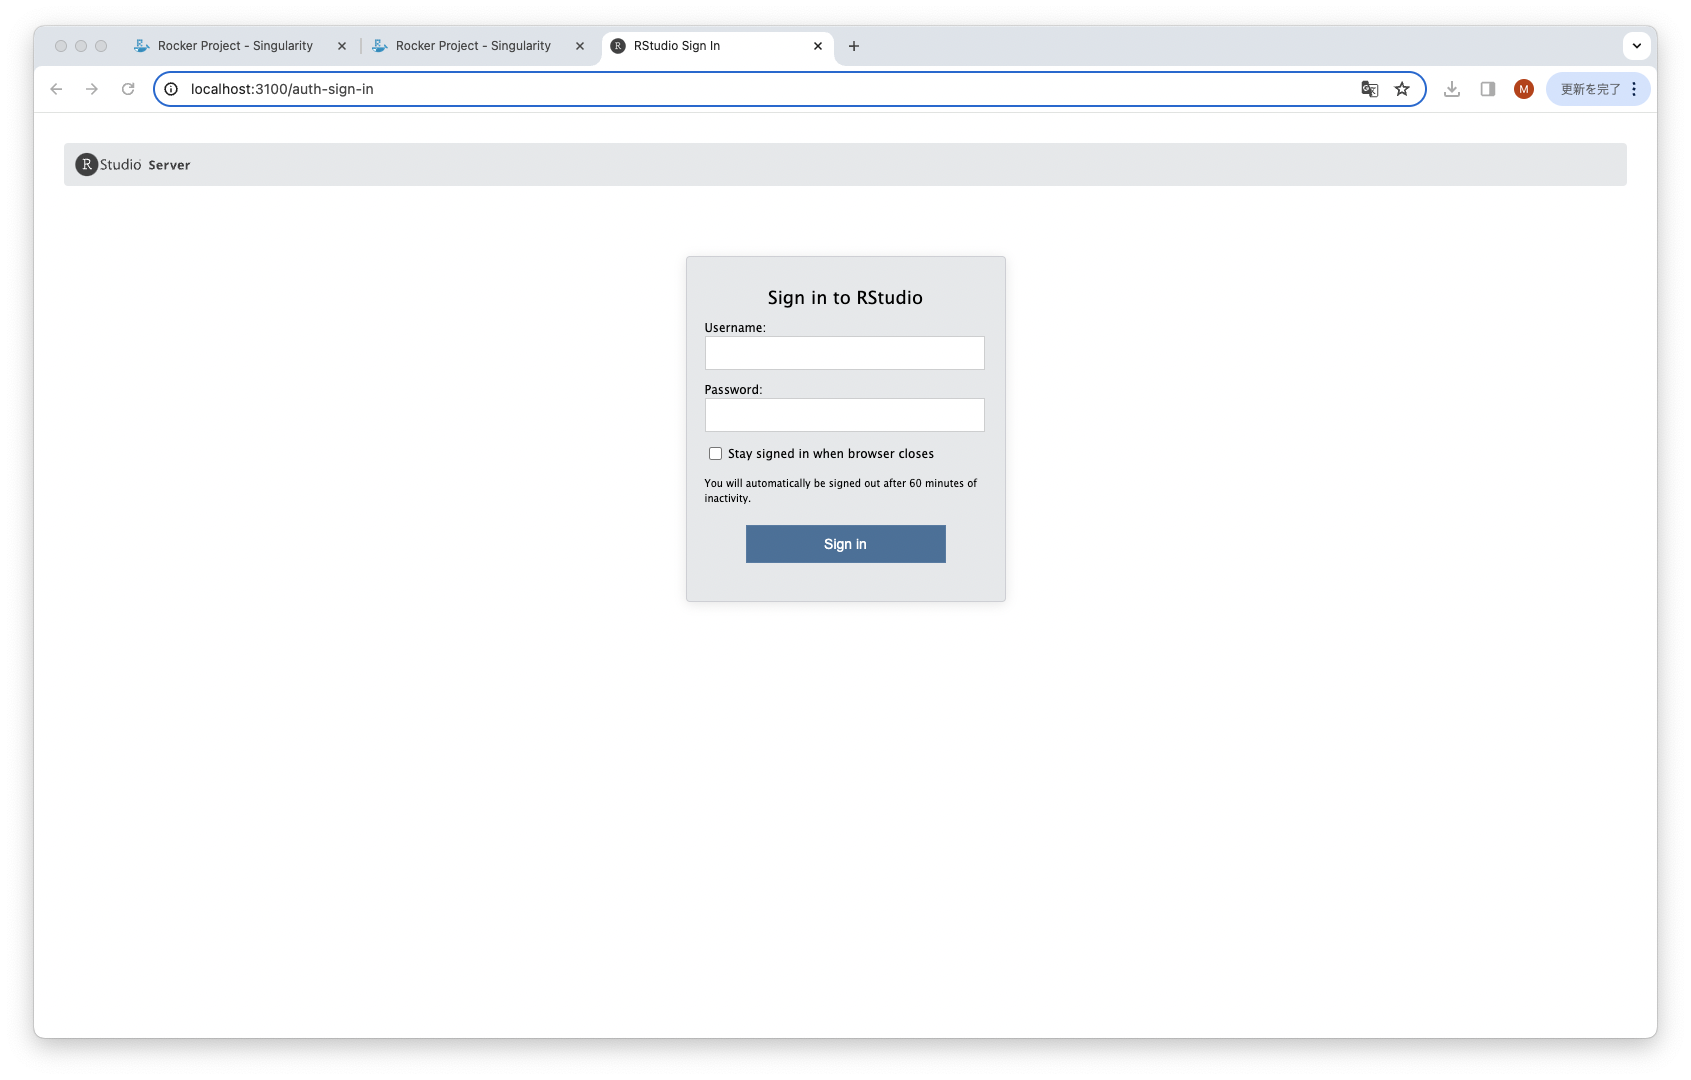 Rocker Project - Singularity
Rocker Project - Singularity
R RStudio Sign In
localhost:3100/auth-sign-in
M
更新を完了
R Studio Server
Sign in to RStudio
Username:
Password:
Stay signed in when browser closes
You will automatically be signed out after 60 minutes of
inactivity.
Sign in